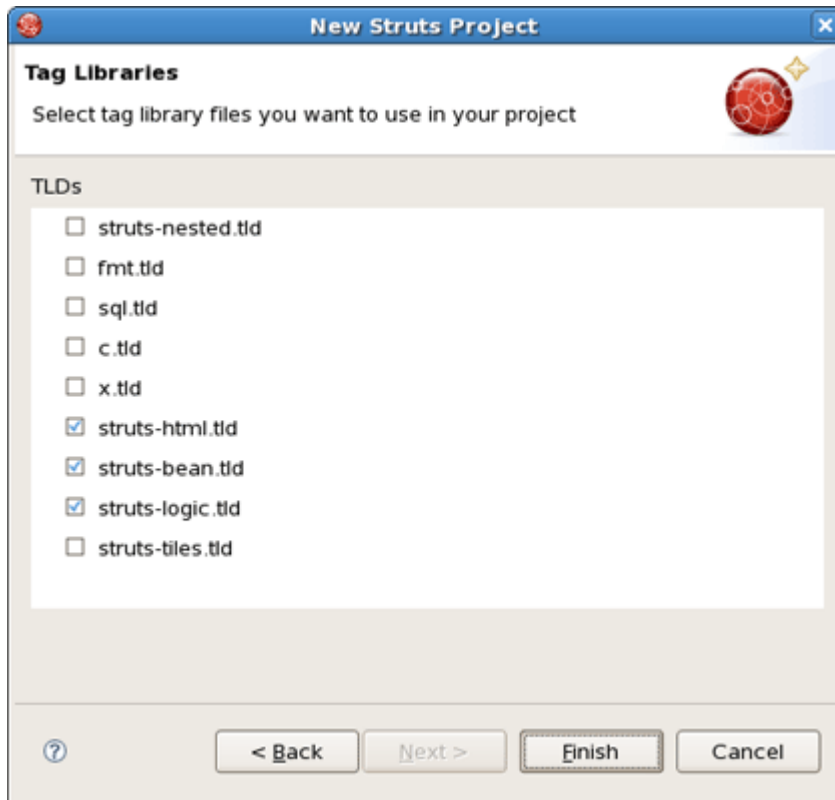 New Struts Project
Tag Libraries
Select tag library files you want to use in your project
TLDs
struts-nested.tld
fmt.tld
sql.tld
c.tld
x.tld
struts-html.tld
struts-bean.tld
struts-logic.tld
struts-tiles.tld
? < Back Next > Finish Cancel